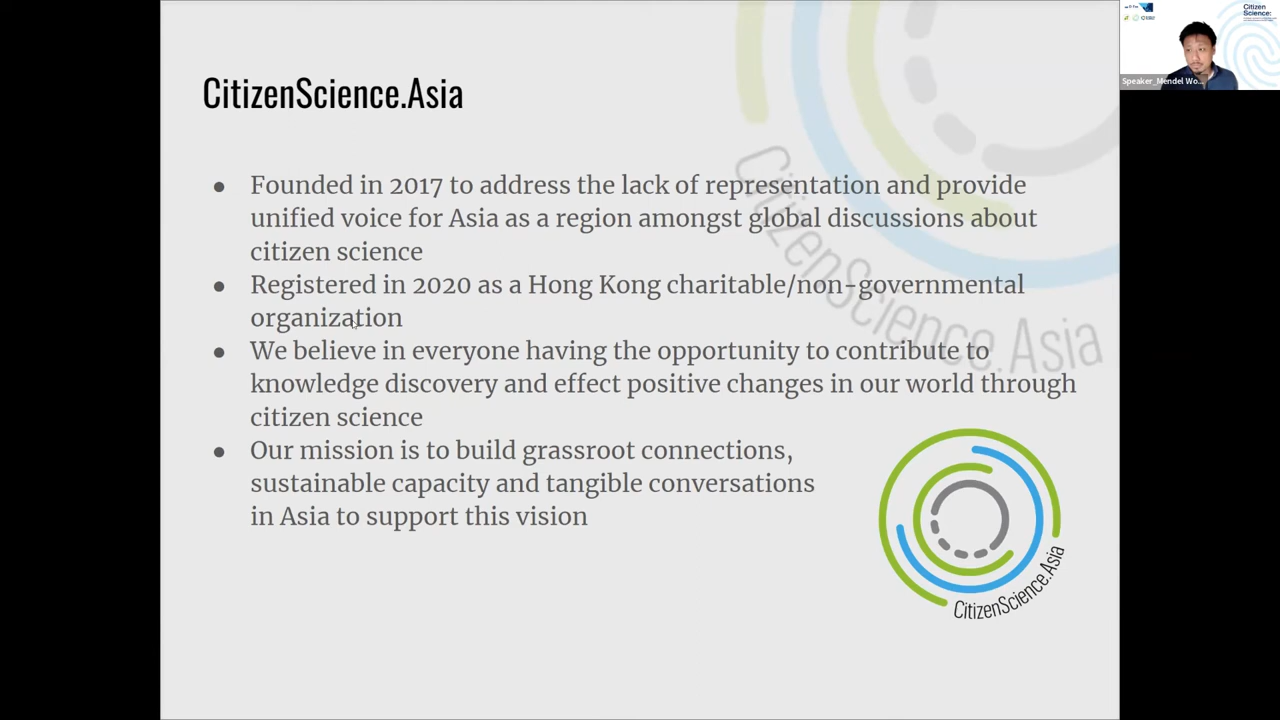 CitizenScience.Asia
● Founded in 2017 to address the lack of representation and provide
unified voice for Asia as a region amongst global discussions about
citizen science
● Registered in 2020 as a Hong Kong charitable/non-governmental
organization
● We believe in everyone having the opportunity to contribute to
knowledge discovery and effect positive changes in our world through
citizen science
● Our mission is to build grassroot connections,
sustainable capacity and tangible conversations
in Asia to support this vision
CitizenScience.Asia
CitizenScience.Asia
Citizen
Science:
Speaker_Mendel Wo...